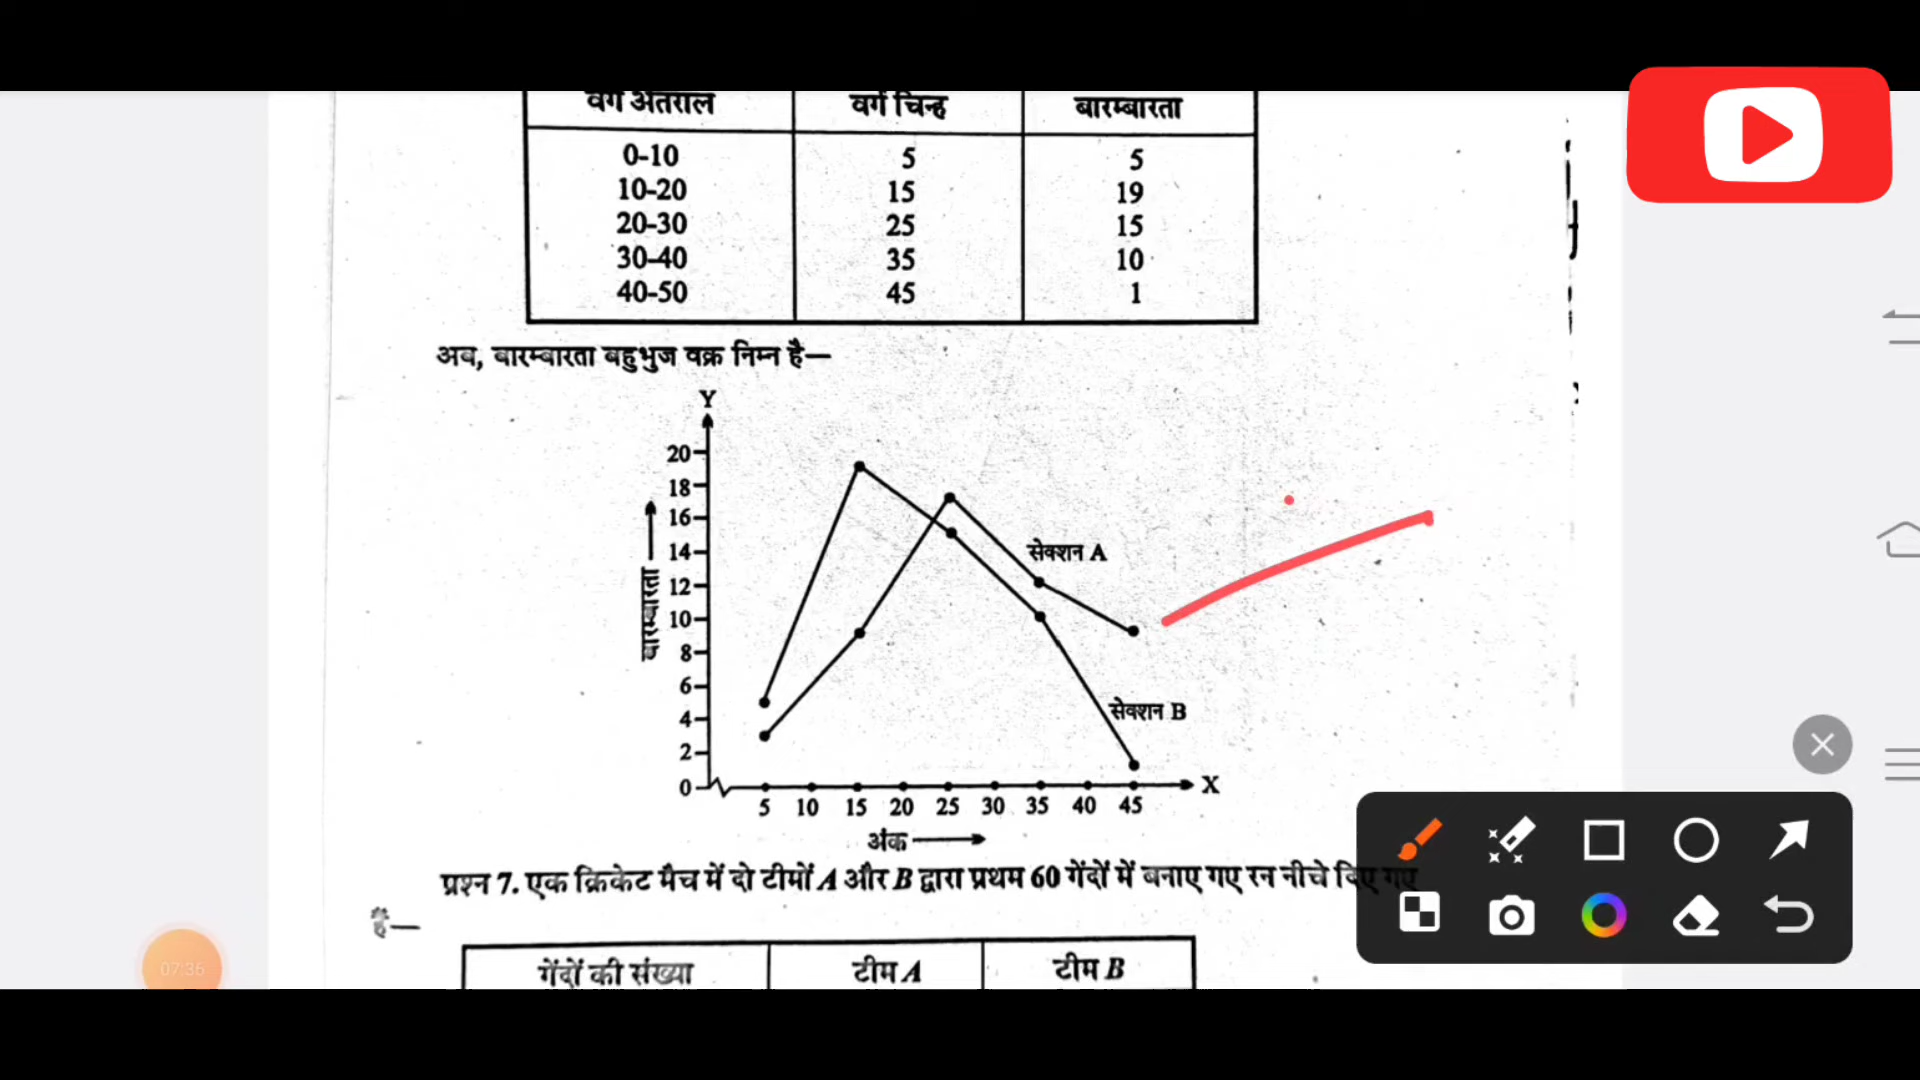 वर्ग अंतराल वर्ग चिन्ह बारम्बारता
0-10 5 5
10-20 15 19
20-30 25 15
30-40 35 10
40-50 45 1
अब, बारम्बारता बहुभुज वक्र निम्न है—
Y
20
18
16
14
12
10
8
6
4
2
0
बारम्बारता
सेक्शन A
सेक्शन B
X
5 10 15 20 25 30 35 40 45
अंक
प्रश्न 7. एक क्रिकेट मैच में दो टीमों A और B द्वारा प्रथम 60 गेंदों में बनाए गए रन नीचे दिए गए
हैं—
गेंदों की संख्या टीम A टीम B
07:36